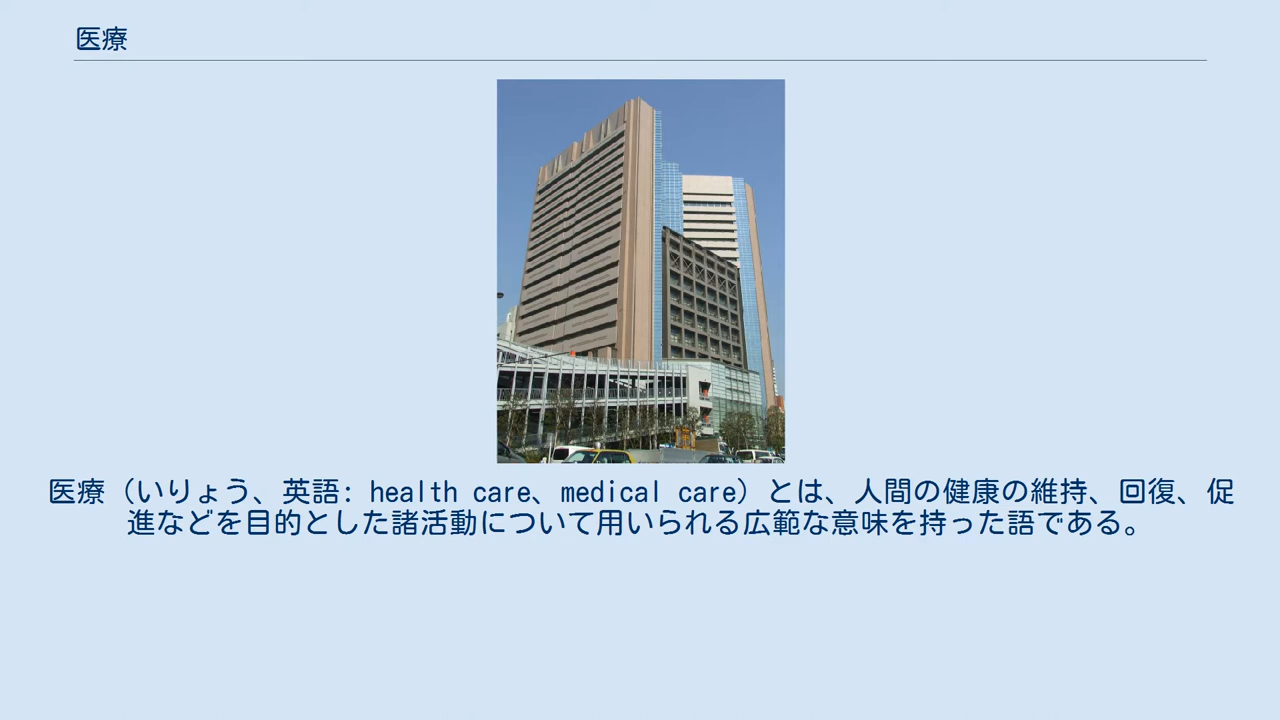 医療
医療（いりょう、英語: health care、medical care）とは、人間の健康の維持、回復、促
進などを目的とした諸活動について用いられる広範な意味を持った語である。